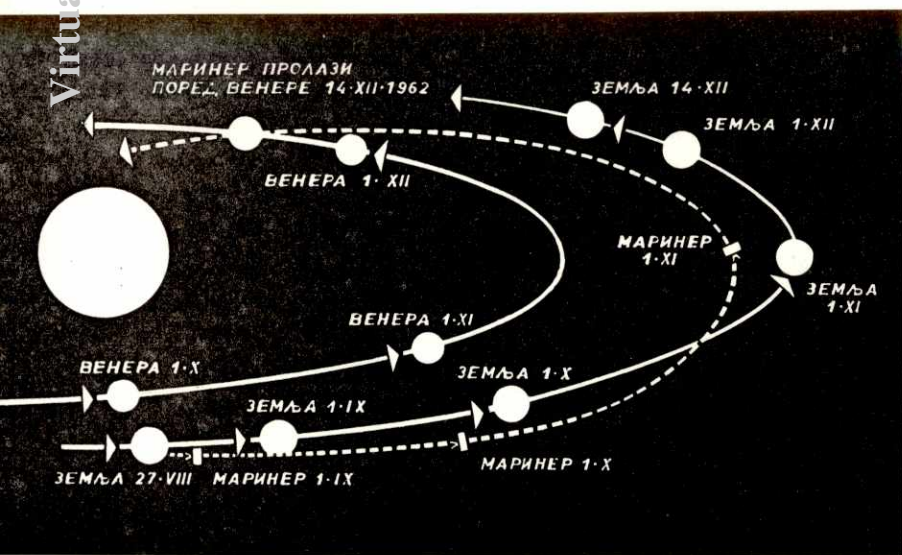 Virtua
МАРИНЕР ПРОЛАЗИ
ПОРЕД ВЕНЕРЕ 14·XII·1962
ЗЕМЉА 14·XII
ЗЕМЉА 1·XII
ВЕНЕРА 1·XII
МАРИНЕР
1·XI
ЗЕМЉА
1·XI
ВЕНЕРА 1·XI
ВЕНЕРА 1·X
ЗЕМЉА 1·X
ЗЕМЉА 1·IX
ЗЕМЉА 27·VIII
МАРИНЕР 1·IX
МАРИНЕР 1·X